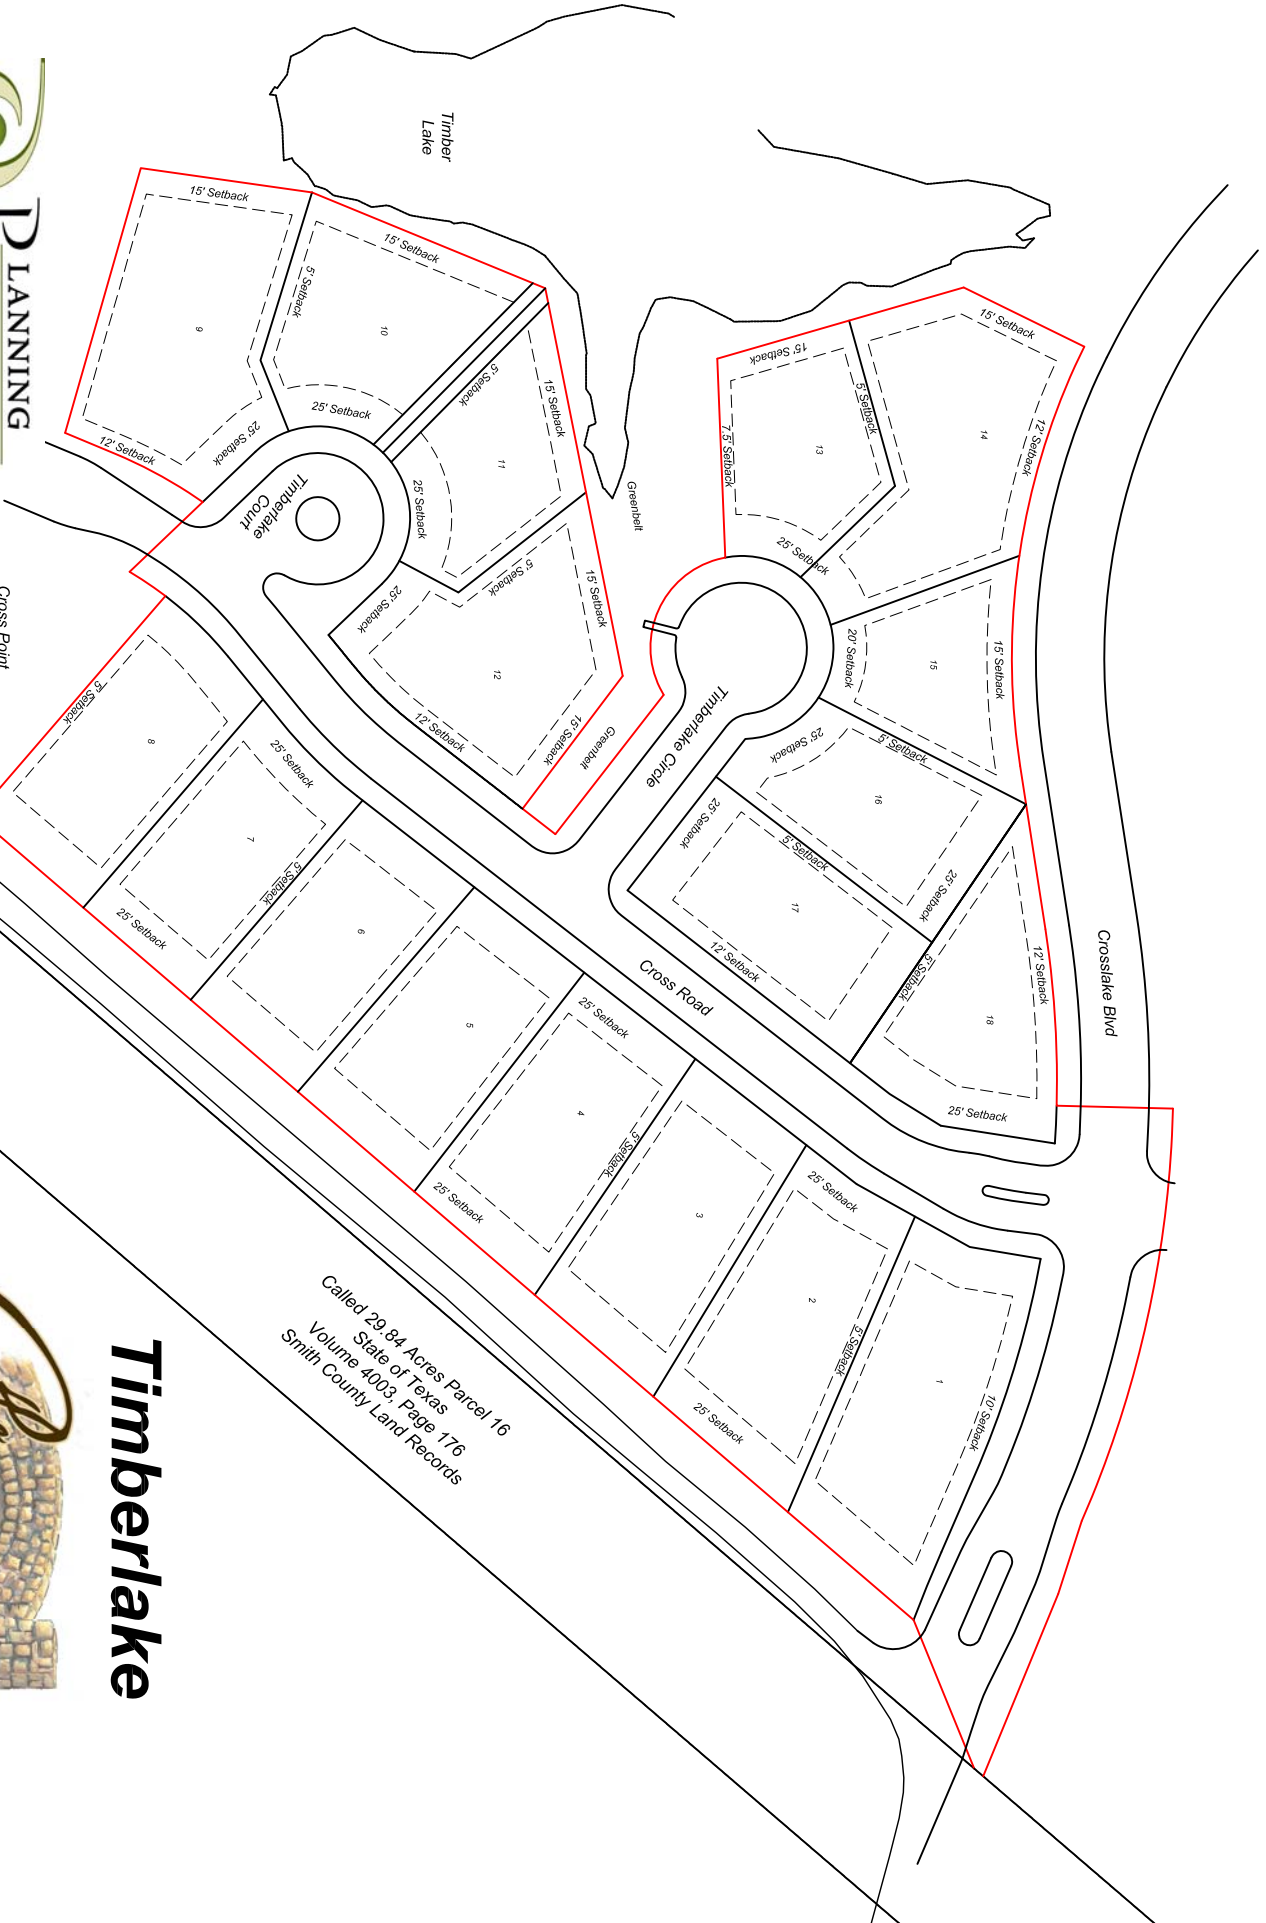 Timber
Lake
PLANNING
15' Setback
15' Setback
5' Setback
9
10
25' Setback
12' Setback
25' Setback
5' Setback
15' Setback
11
25' Setback
Timberlake
Court
5' Setback
15' Setback
25' Setback
12
12' Setback
15' Setback
Greenbelt
Greenbelt
15' Setback
15' Setback
5' Setback
7.5' Setback
13
14
12' Setback
25' Setback
20' Setback
15
15' Setback
Timberlake Circle
25' Setback
5' Setback
16
25' Setback
25' Setback
5' Setback
17
12' Setback
5' Setback
12' Setback
18
25' Setback
Crosslake Blvd
Cross Road
Cross Point
5' Setback
8
25' Setback
7
5' Setback
25' Setback
6
5
25' Setback
4
5' Setback
25' Setback
3
25' Setback
2
5' Setback
25' Setback
1
10' Setback
Called 29.84 Acres Parcel 16
State of Texas
Volume 4003, Page 176
Smith County Land Records
Timberlake